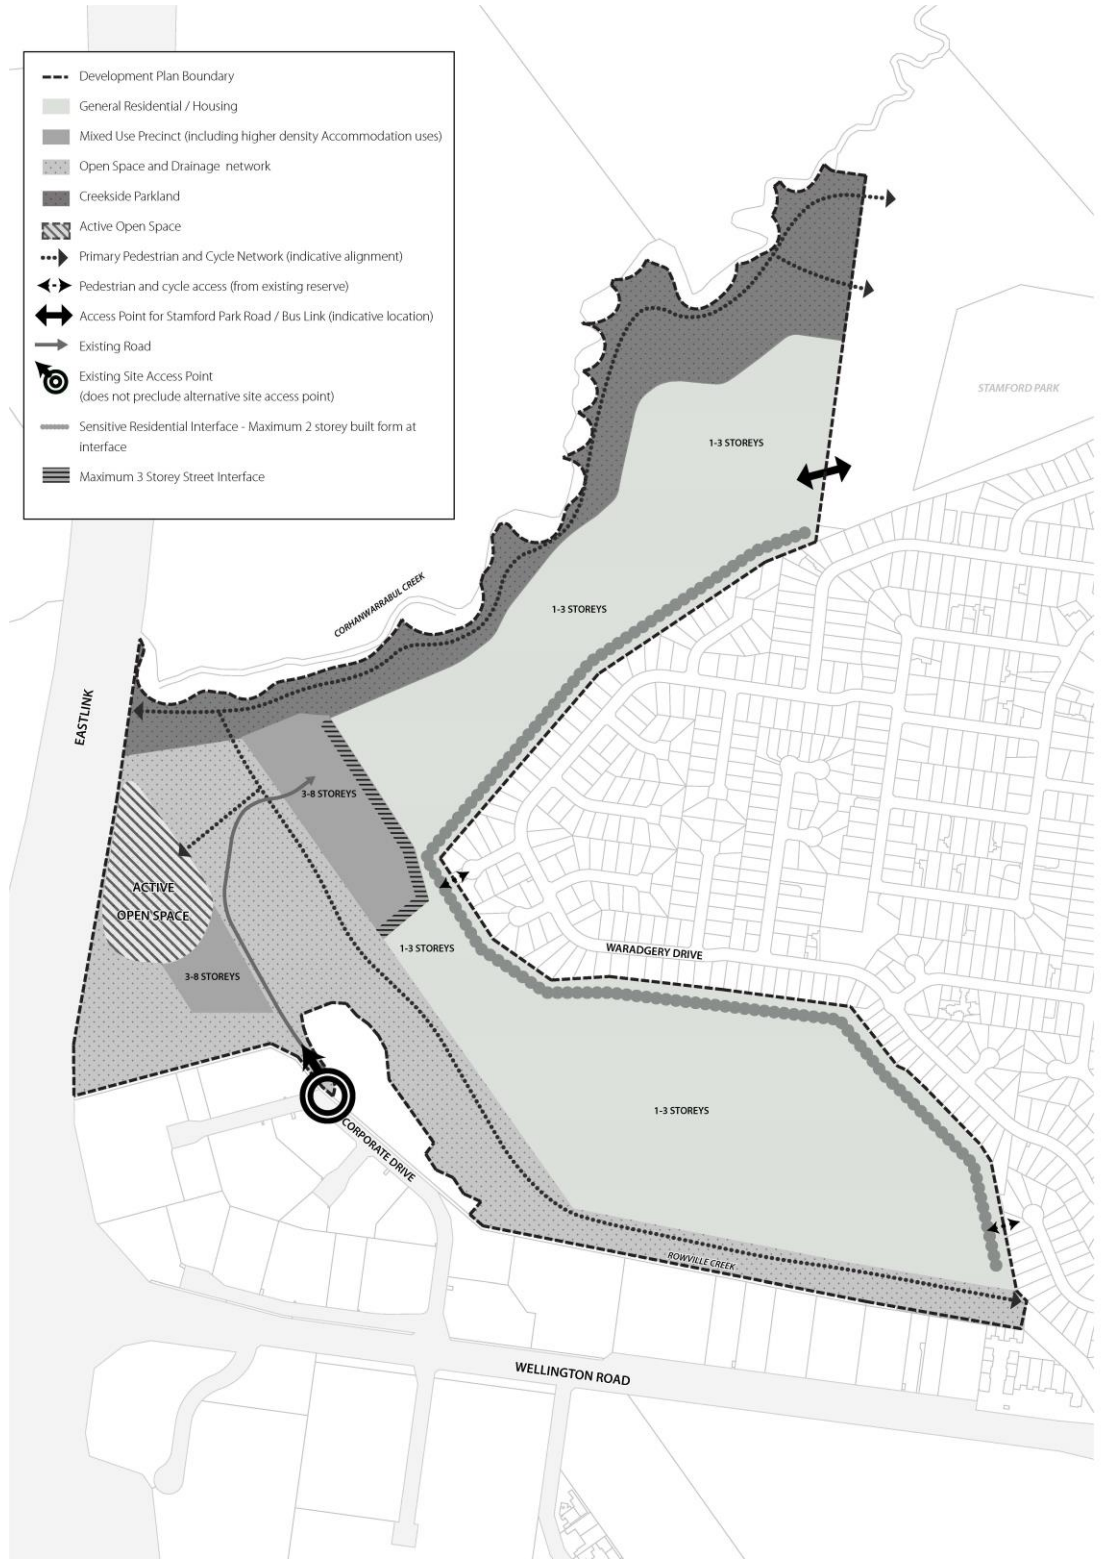 Development Plan Boundary
General Residential / Housing
Mixed Use Precinct (including higher density Accommodation uses)
Open Space and Drainage network
Creekside Parkland
Active Open Space
Primary Pedestrian and Cycle Network (indicative alignment)
Pedestrian and cycle access (from existing reserve)
Access Point for Stamford Park Road / Bus Link (indicative location)
Existing Road
Existing Site Access Point
(does not preclude alternative site access point)
Sensitive Residential Interface - Maximum 2 storey built form at
interface
Maximum 3 Storey Street Interface
STAMFORD PARK
1-3 STOREYS
CORHANWARRABUL CREEK
1-3 STOREYS
EASTLINK
3-8 STOREYS
ACTIVE
OPEN SPACE
1-3 STOREYS
WARADGERY DRIVE
3-8 STOREYS
1-3 STOREYS
CORPORATE DRIVE
ROWVILLE CREEK
WELLINGTON ROAD